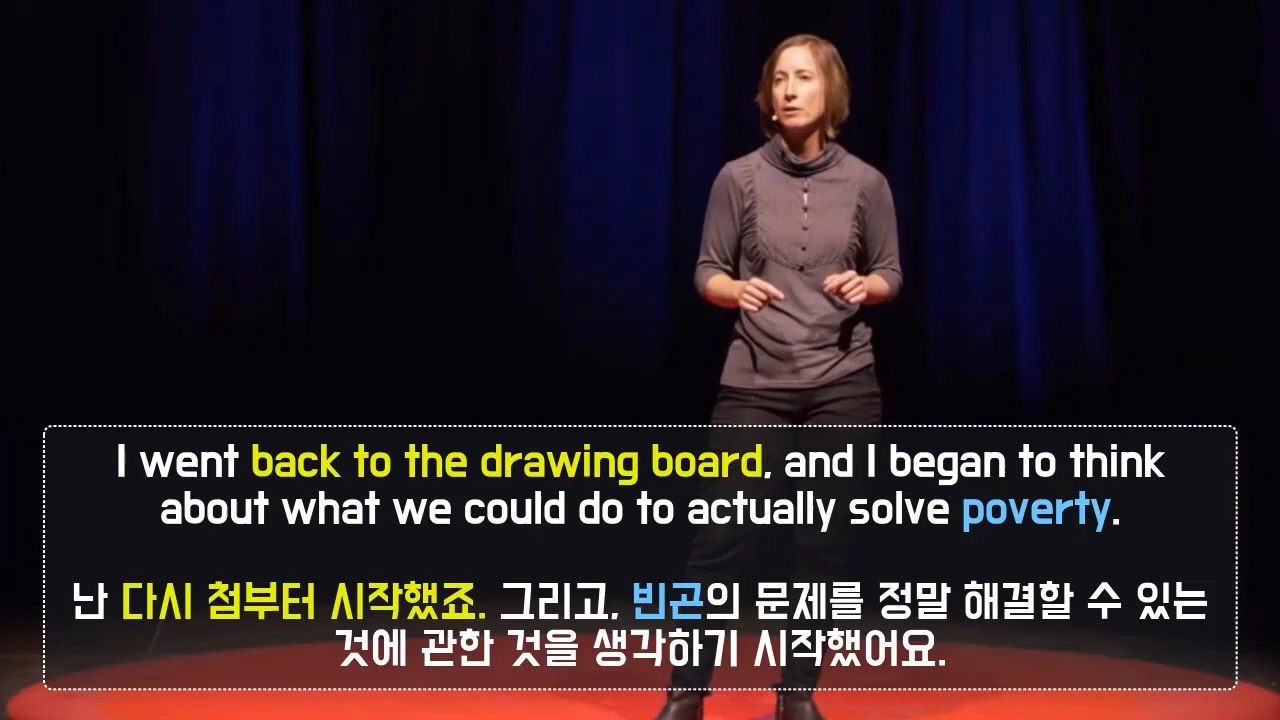 I went back to the drawing board, and I began to think
about what we could do to actually solve poverty.
난 다시 첨부터 시작했죠. 그리고, 빈곤의 문제를 정말 해결할 수 있는
것에 관한 것을 생각하기 시작했어요.